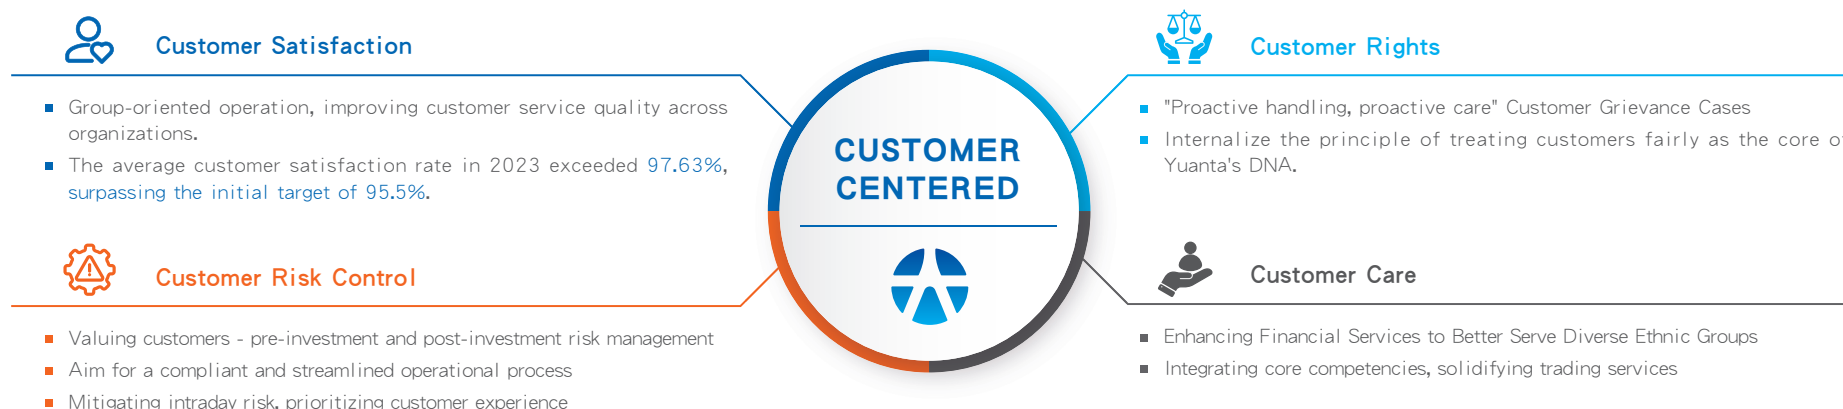 Customer Satisfaction
Group-oriented operation, improving customer service quality across
organizations.
The average customer satisfaction rate in 2023 exceeded 97.63%,
surpassing the initial target of 95.5%.
Customer Risk Control
Valuing customers - pre-investment and post-investment risk management
Aim for a compliant and streamlined operational process
Mitigating intraday risk, prioritizing customer experience
CUSTOMER
CENTERED
Customer Rights
"Proactive handling, proactive care" Customer Grievance Cases
Internalize the principle of treating customers fairly as the core of
Yuanta's DNA.
Customer Care
Enhancing Financial Services to Better Serve Diverse Ethnic Groups
Integrating core competencies, solidifying trading services